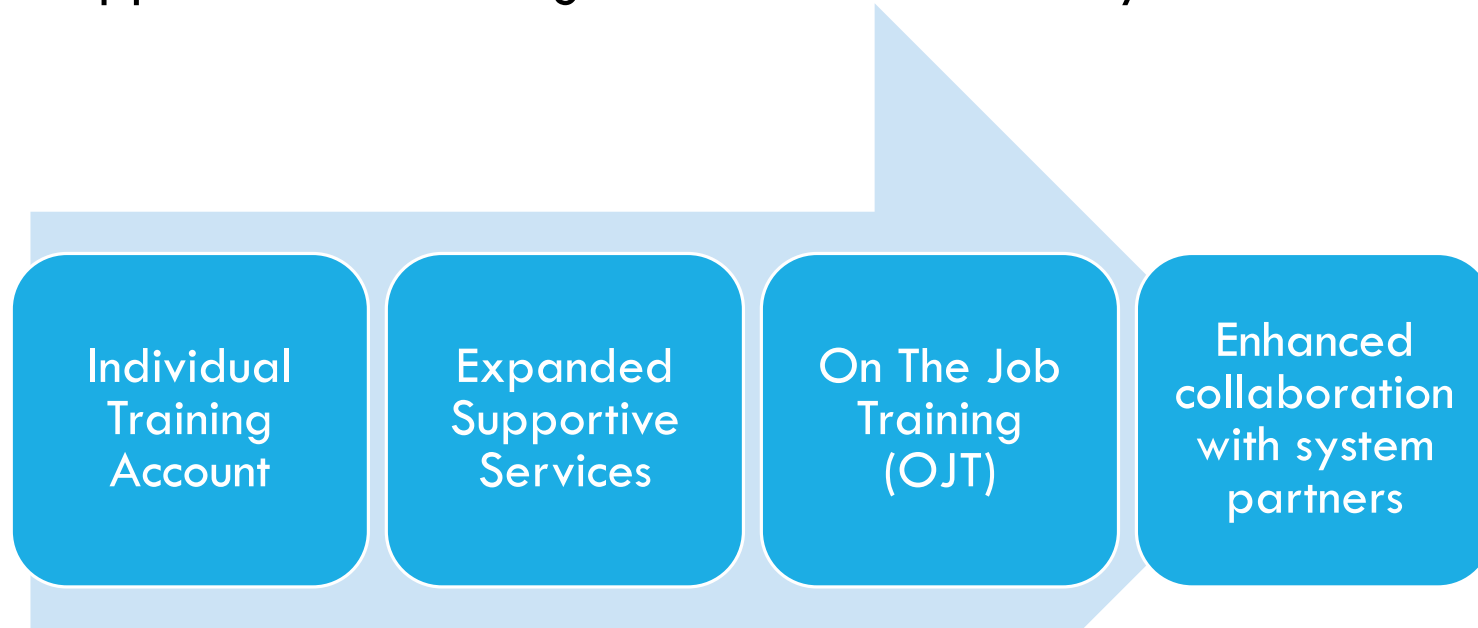 Individual
Training
Account
Expanded
Supportive
Services
On The Job
Training
(OJT)
Enhanced
collaboration
with system
partners